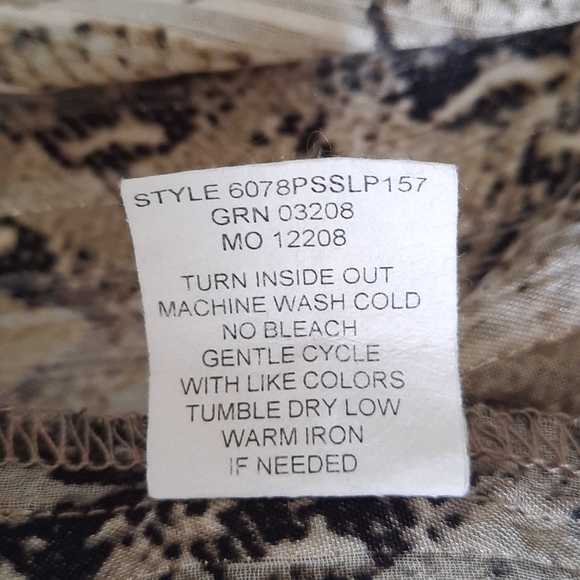 STYLE 6078PSSLP157
GRN 03208
MO 12208
TURN INSIDE OUT
MACHINE WASH COLD
NO BLEACH
GENTLE CYCLE
WITH LIKE COLORS
TUMBLE DRY LOW
WARM IRON
IF NEEDED